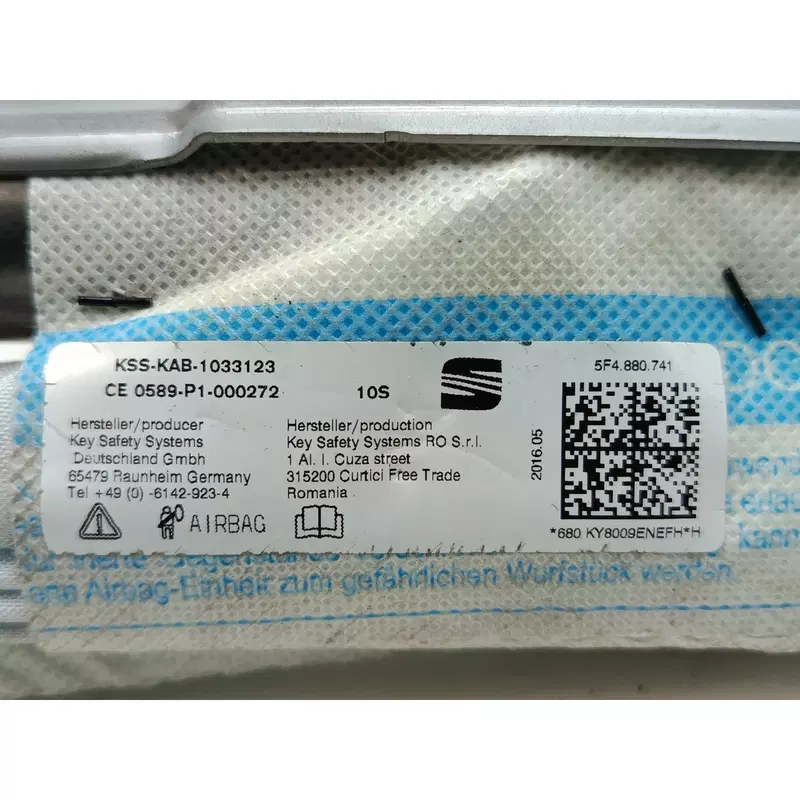 KSS-KAB-1033123
CE 0589-P1-000272 10S
5F4.880.741
Hersteller/producer
Key Safety Systems
Deutschland Gmbh
65479 Raunheim Germany
Tel +49 (0) -6142-923-4
Hersteller/production
Key Safety Systems RO S.r.l.
1 Al. I. Cuza street
315200 Curtici Free Trade
Romania
2016.05
AIRBAG
*680 KY8009ENEFH*H
Airbag-Einheit zum gefährlichen Wurfstück werden